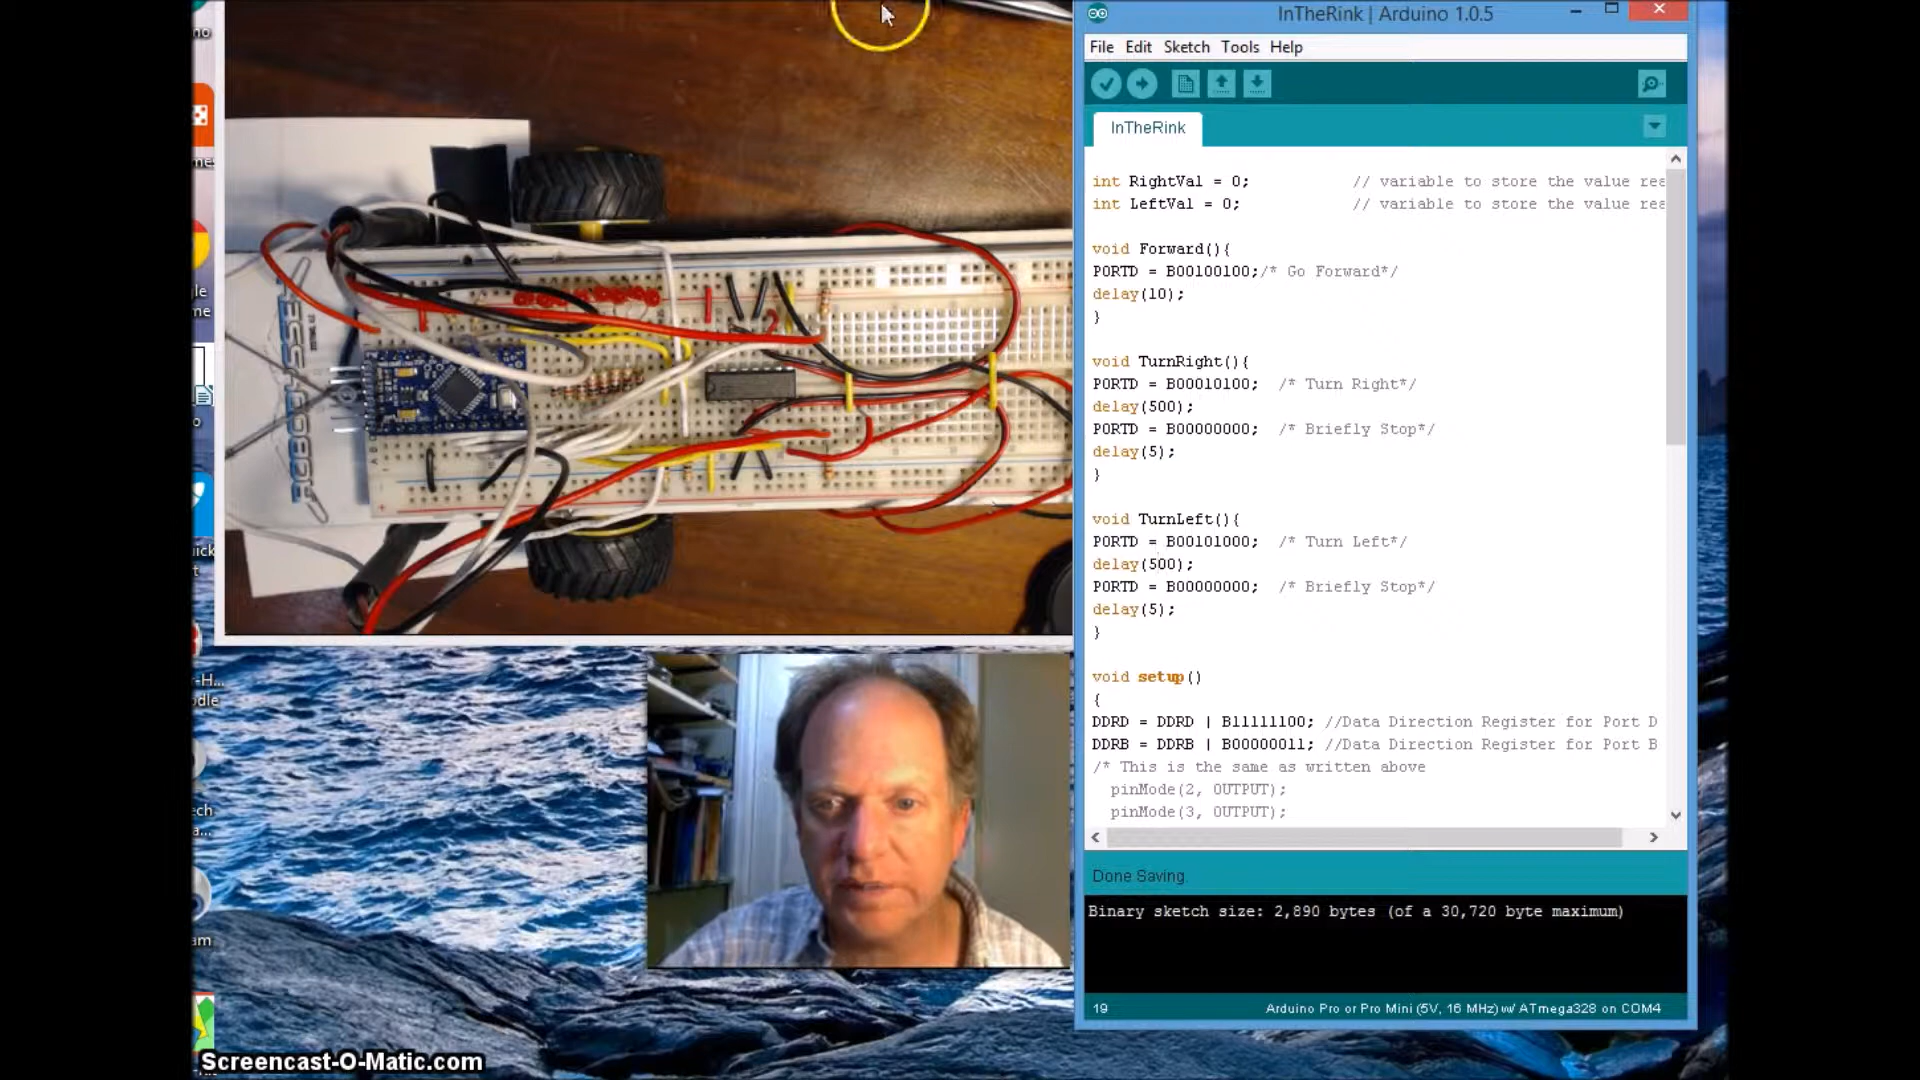 InTheRink | Arduino 1.0.5
File Edit Sketch Tools Help
InTheRink
int RightVal = 0; // variable to store the value rea
int LeftVal = 0; // variable to store the value rea
void Forward(){
PORTD = B00100100;/* Go Forward*/
delay(10);
}
void TurnRight(){
PORTD = B00010100; /* Turn Right*/
delay(500);
PORTD = B00000000; /* Briefly Stop*/
delay(5);
}
void TurnLeft(){
PORTD = B00101000; /* Turn Left*/
delay(500);
PORTD = B00000000; /* Briefly Stop*/
delay(5);
}
void setup()
{
DDRD = DDRD | B11111100; //Data Direction Register for Port D
DDRB = DDRB | B00000011; //Data Direction Register for Port B
/* This is the same as written above
pinMode(2, OUTPUT);
pinMode(3, OUTPUT);
Done Saving.
Binary sketch size: 2,890 bytes (of a 30,720 byte maximum)
19 Arduino Pro or Pro Mini (5V, 16 MHz) w/ ATmega328 on COM4
Screencast-O-Matic.com